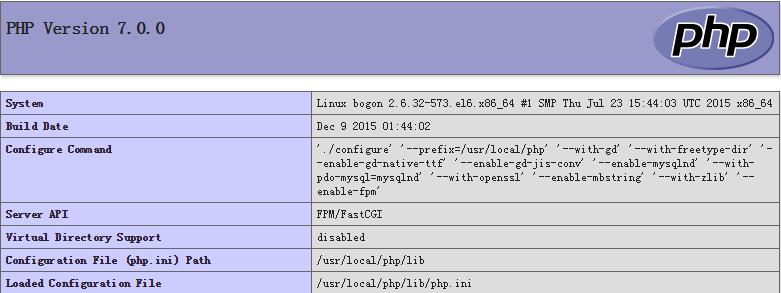 PHP Version 7.0.0
php
System Linux bogon 2.6.32-573.el6.x86_64 #1 SMP Thu Jul 23 15:44:03 UTC 2015 x86_64
Build Date Dec 9 2015 01:44:02
Configure Command './configure' '--prefix=/usr/local/php' '--with-gd' '--with-freetype-dir' '-
-enable-gd-native-ttf' '--enable-gd-jis-conv' '--enable-mysqlnd' '--with-
pdo-mysql=mysqlnd' '--with-openssl' '--enable-mbstring' '--with-zlib' '--
enable-fpm'
Server API FPM/FastCGI
Virtual Directory Support disabled
Configuration File (php.ini) Path /usr/local/php/lib
Loaded Configuration File /usr/local/php/lib/php.ini